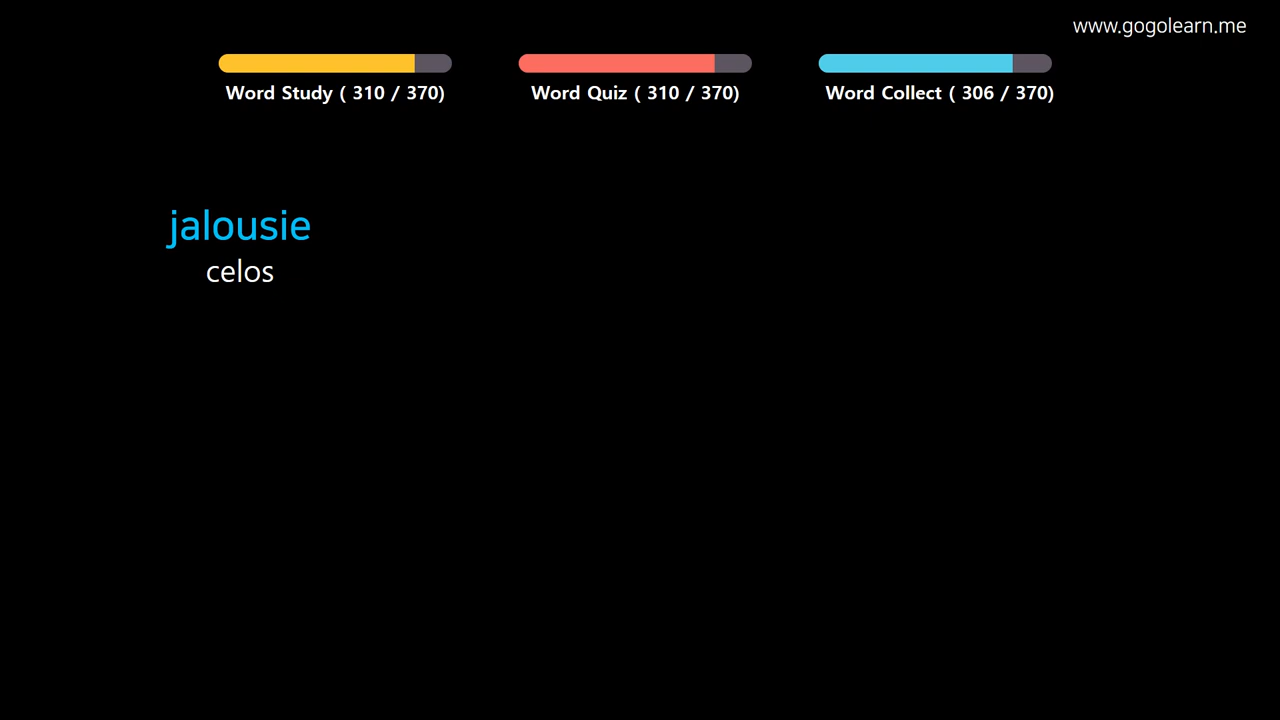 www.gogolearn.me
Word Study ( 310 / 370)
Word Quiz ( 310 / 370)
Word Collect ( 306 / 370)
jalousie
celos